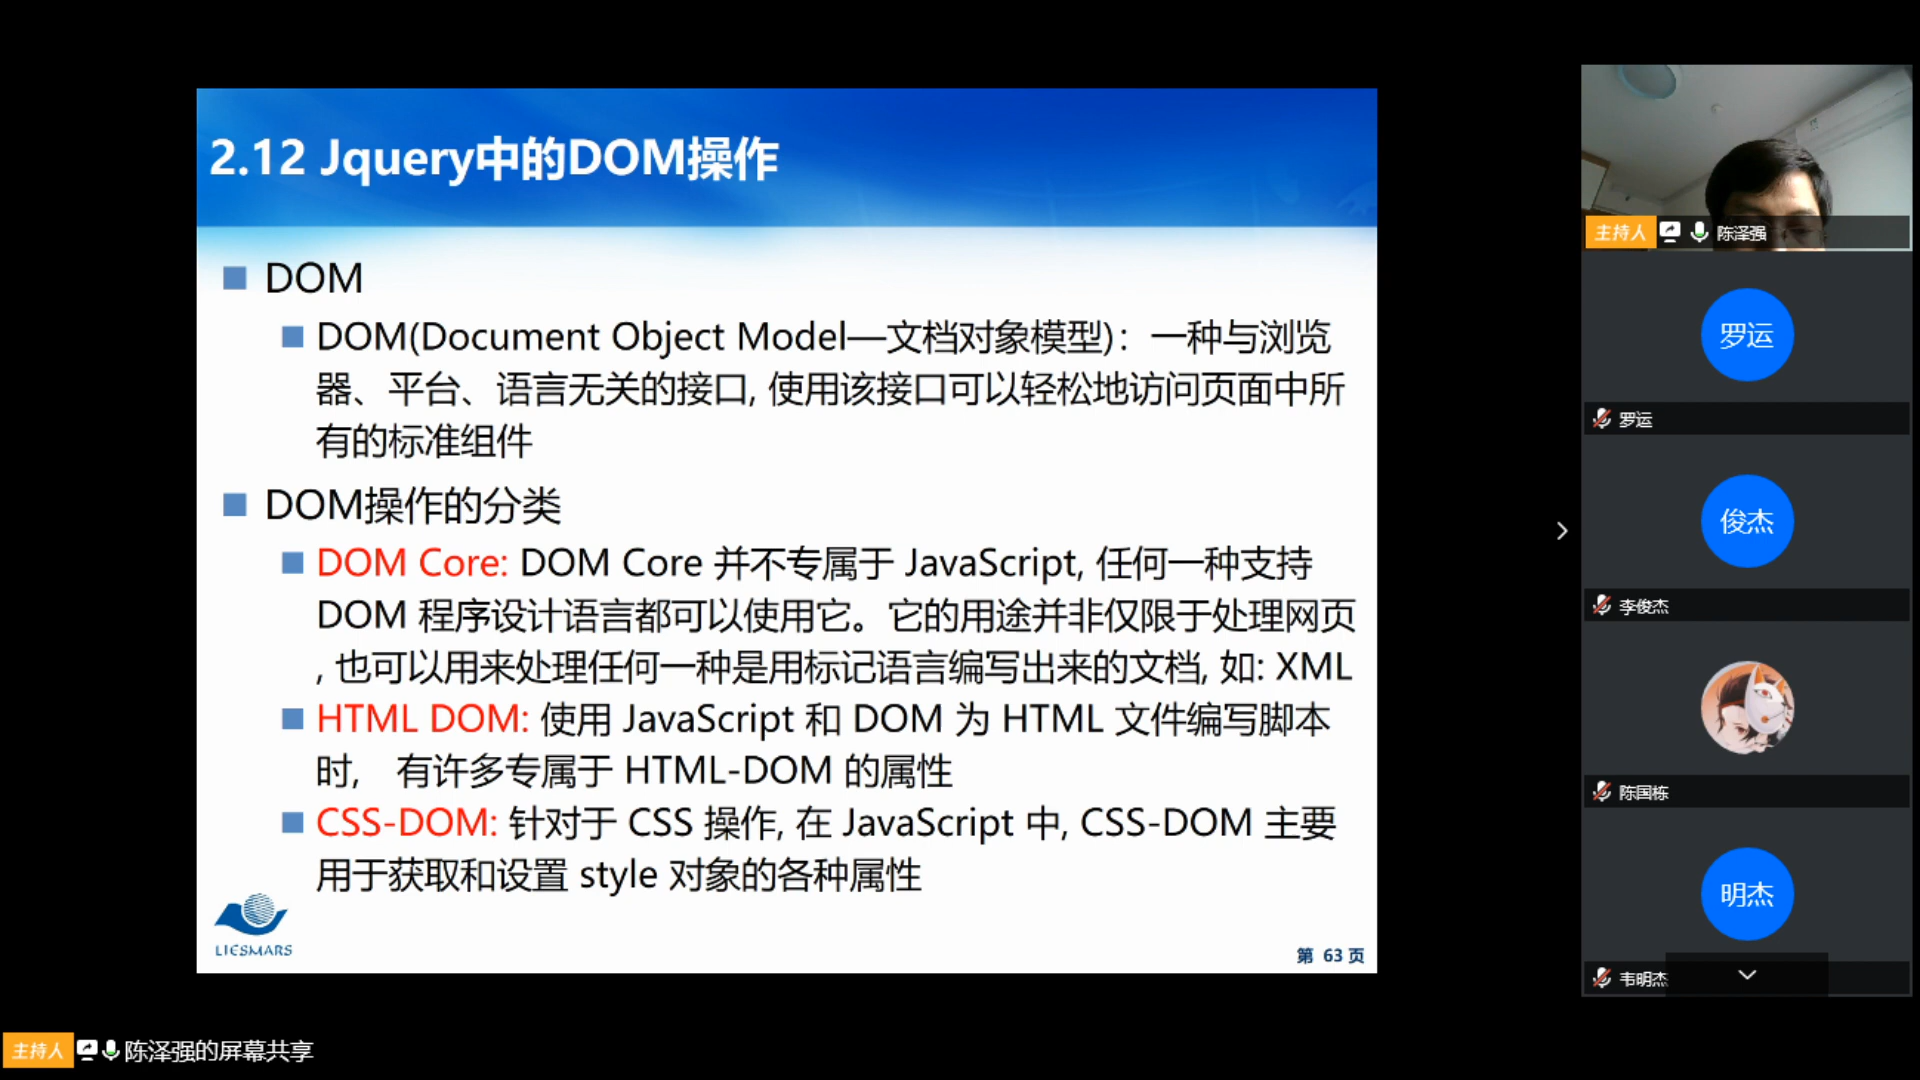 2.12 Jquery中的DOM操作
DOM
DOM(Document Object Model—文档对象模型)：一种与浏览
器、平台、语言无关的接口, 使用该接口可以轻松地访问页面中所
有的标准组件
DOM操作的分类
DOM Core: DOM Core 并不专属于 JavaScript, 任何一种支持
DOM 程序设计语言都可以使用它。它的用途并非仅限于处理网页
, 也可以用来处理任何一种是用标记语言编写出来的文档, 如: XML
HTML DOM: 使用 JavaScript 和 DOM 为 HTML 文件编写脚本
时, 有许多专属于 HTML-DOM 的属性
CSS-DOM: 针对于 CSS 操作, 在 JavaScript 中, CSS-DOM 主要
用于获取和设置 style 对象的各种属性
LIESMARS
第 63 页
主持人 陈泽强
罗运
罗运
俊杰
李俊杰
陈国栋
明杰
韦明杰
主持人 陈泽强的屏幕共享